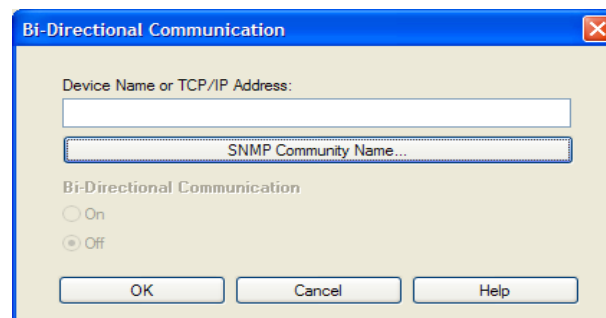 Bi-Directional Communication
Device Name or TCP/IP Address:
SNMP Community Name...
Bi-Directional Communication
On
Off
OK Cancel Help